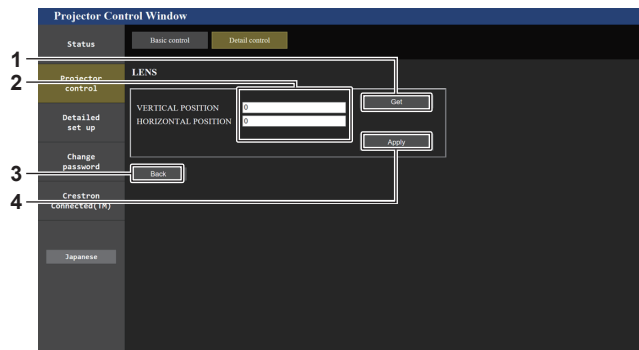 Projector Control Window
Status
Basic control
Detail control
1
2
LENS
Projector
control
VERTICAL POSITION
0
Get
HORIZONTAL POSITION
0
Detailed
set up
Apply
Change
password
3
Back
4
Crestron
Connected(TM)
Japanese